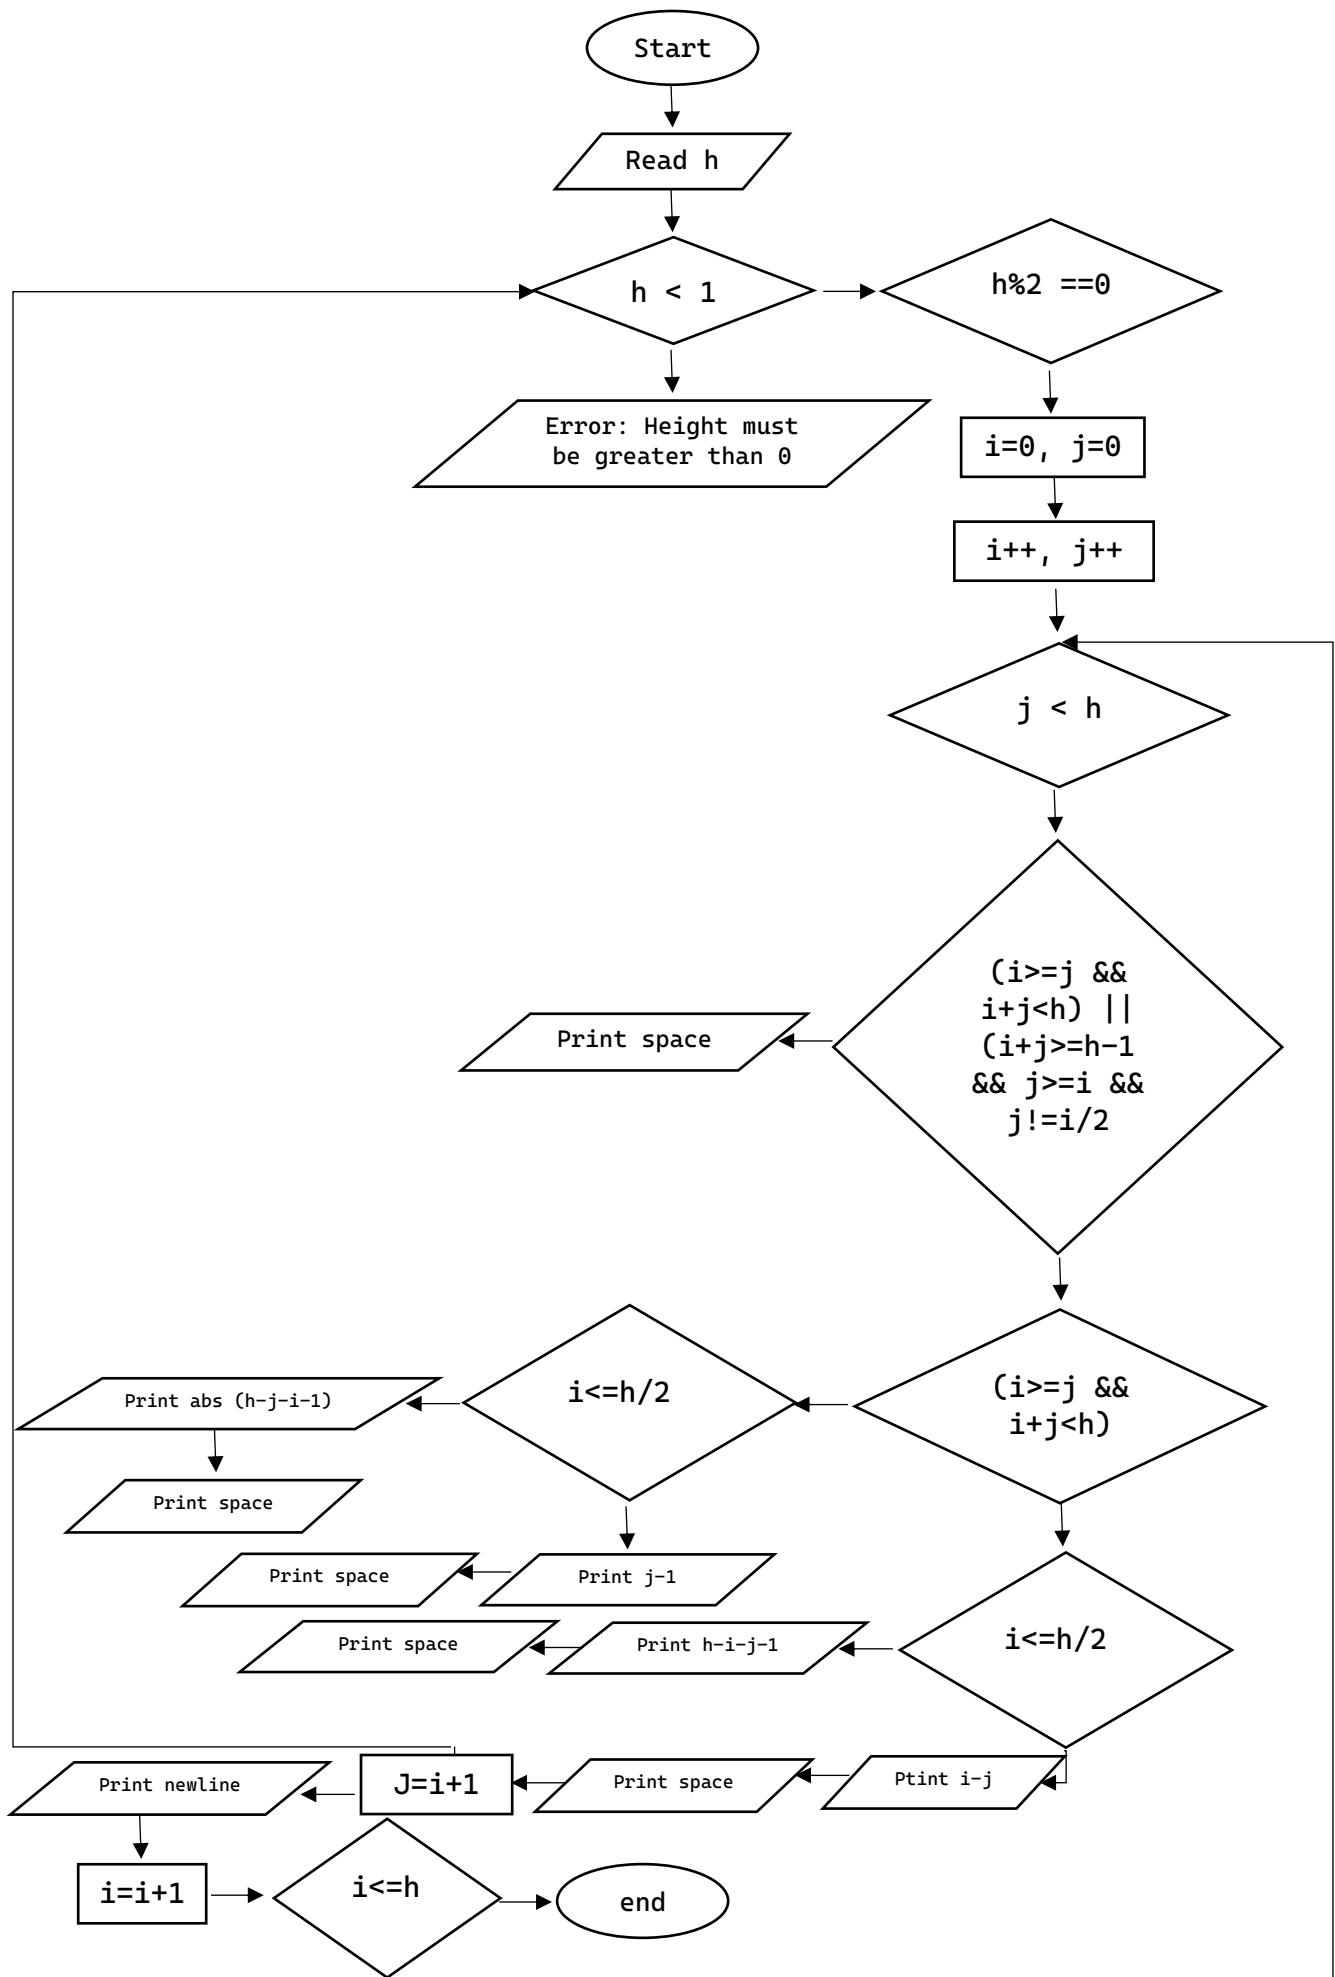 Start
Read h
h < 1
h%2 ==0
Error: Height must
be greater than 0
i=0, j=0
i++, j++
j < h
(i>=j &&
i+j<h) ||
(i+j>=h-1
&& j>=i &&
j!=i/2
Print space
(i>=j &&
i+j<h)
i<=h/2
Print abs (h-j-i-1)
Print space
Print j-1
Print space
i<=h/2
Print h-i-j-1
Print space
Ptint i-j
Print space
J=i+1
Print newline
i=i+1
i<=h
end